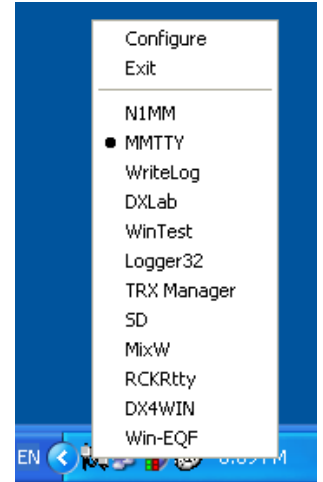 Configure
Exit
N1MM
MMTTY
WriteLog
DXLab
WinTest
Logger32
TRX Manager
SD
MixW
RCKRtty
DX4WIN
Win-EQF
EN